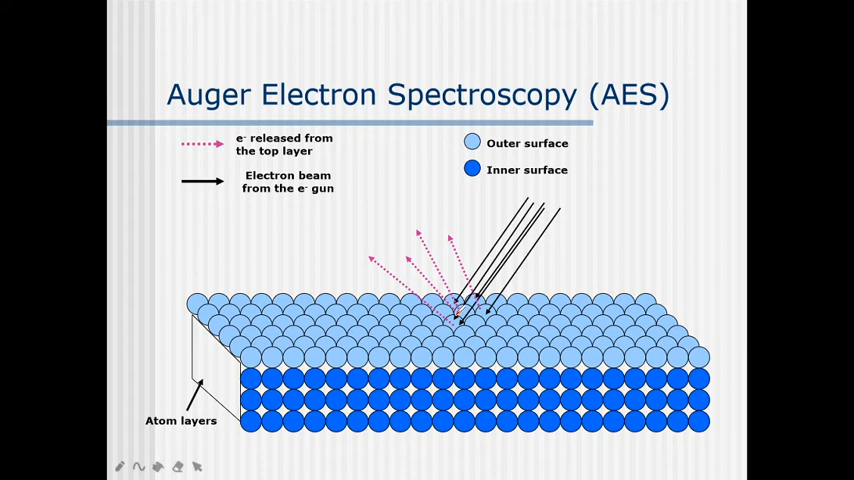 Auger Electron Spectroscopy (AES)
e- released from
the top layer
Electron beam
from the e- gun
Outer surface
Inner surface
Atom layers